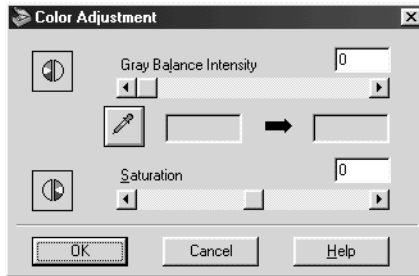 Color Adjustment
Gray Balance Intensity 0
Saturation 0
OK Cancel Help